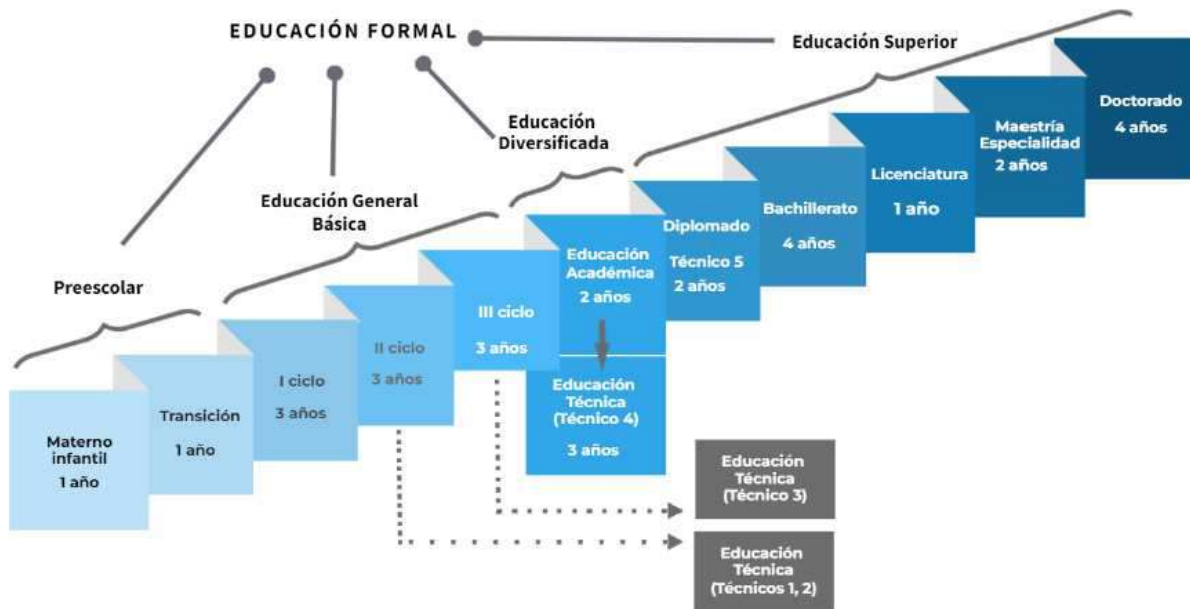 EDUCACIÓN FORMAL
Educación Superior
Educación
Diversificada
Educación General
Básica
Preescolar
Materno
infantil
1 año
Transición
1 año
I ciclo
3 años
II ciclo
3 años
III ciclo
3 años
Educación
Académica
2 años
Educación
Técnica
(Técnico 4)
3 años
Diplomado
Técnico 5
2 años
Bachillerato
4 años
Licenciatura
1 año
Maestría
Especialidad
2 años
Doctorado
4 años
Educación
Técnica
(Técnico 3)
Educación
Técnica
(Técnicos 1, 2)